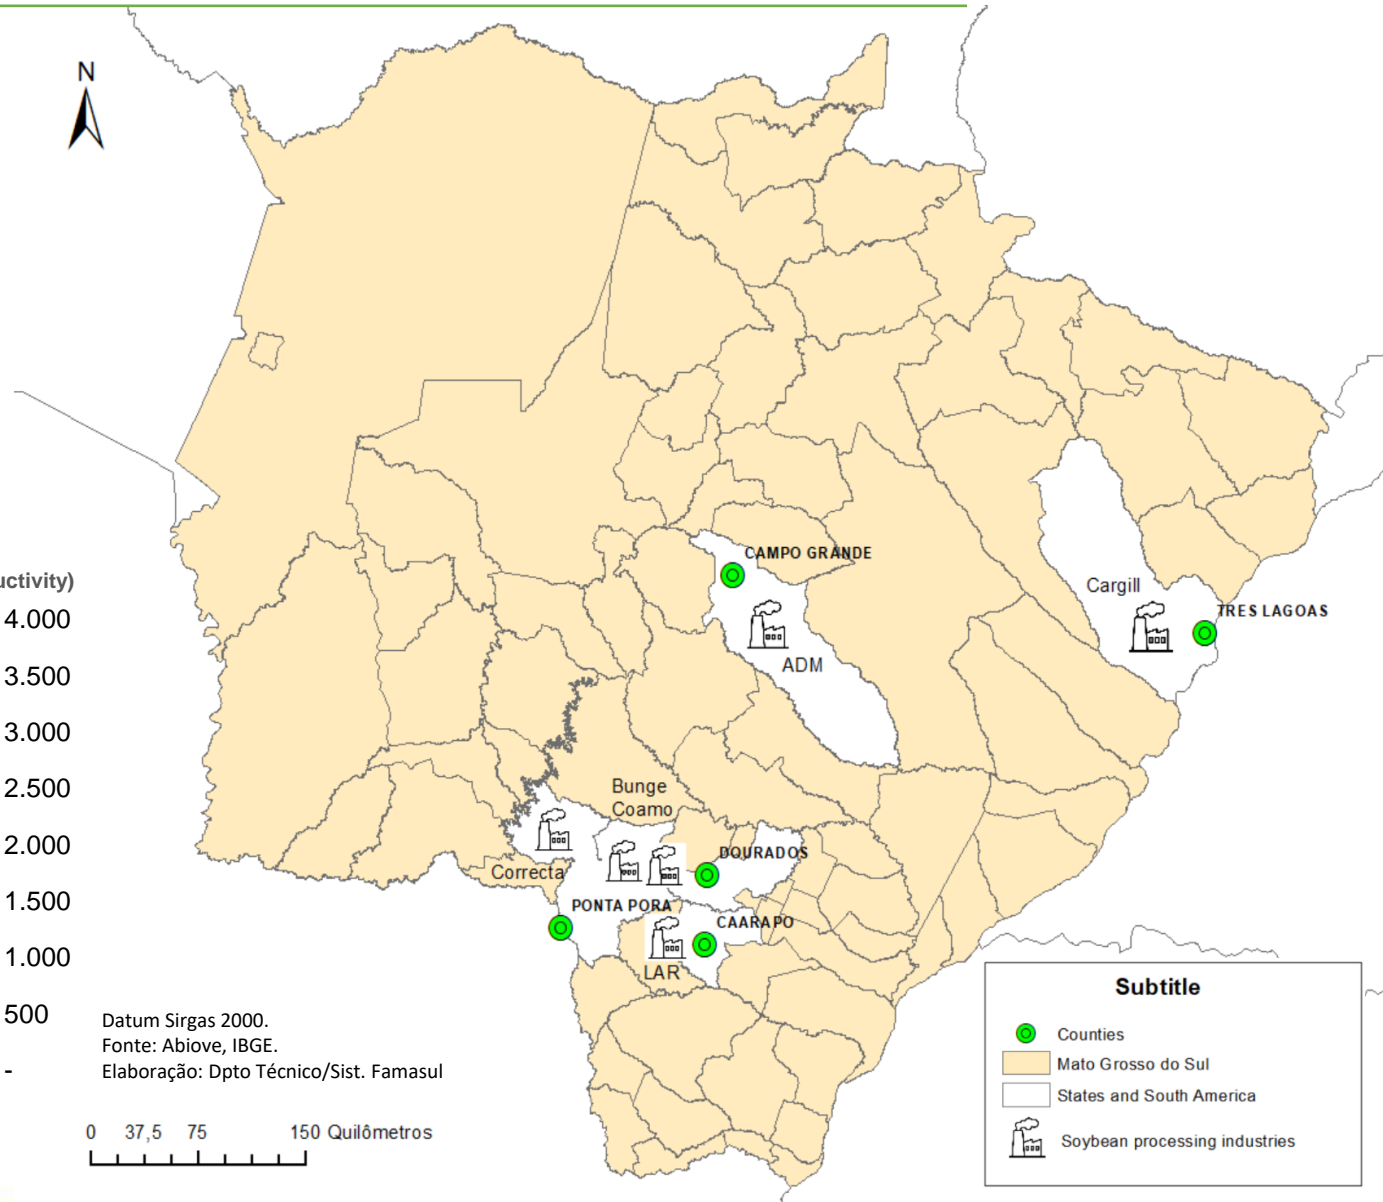 N
CAMPO GRANDE
Cargill
TRES LAGOAS
ADM
uctivity)
4.000
3.500
3.000
2.500
2.000
1.500
1.000
500
-
Bunge
Coamo
DOURADOS
Correcta
PONTA PORA
CAARAPO
LAR
Datum Sirgas 2000.
Fonte: Abiove, IBGE.
Elaboração: Dpto Técnico/Sist. Famasul
0 37,5 75 150 Quilômetros
Subtitle
Counties
Mato Grosso do Sul
States and South America
Soybean processing industries